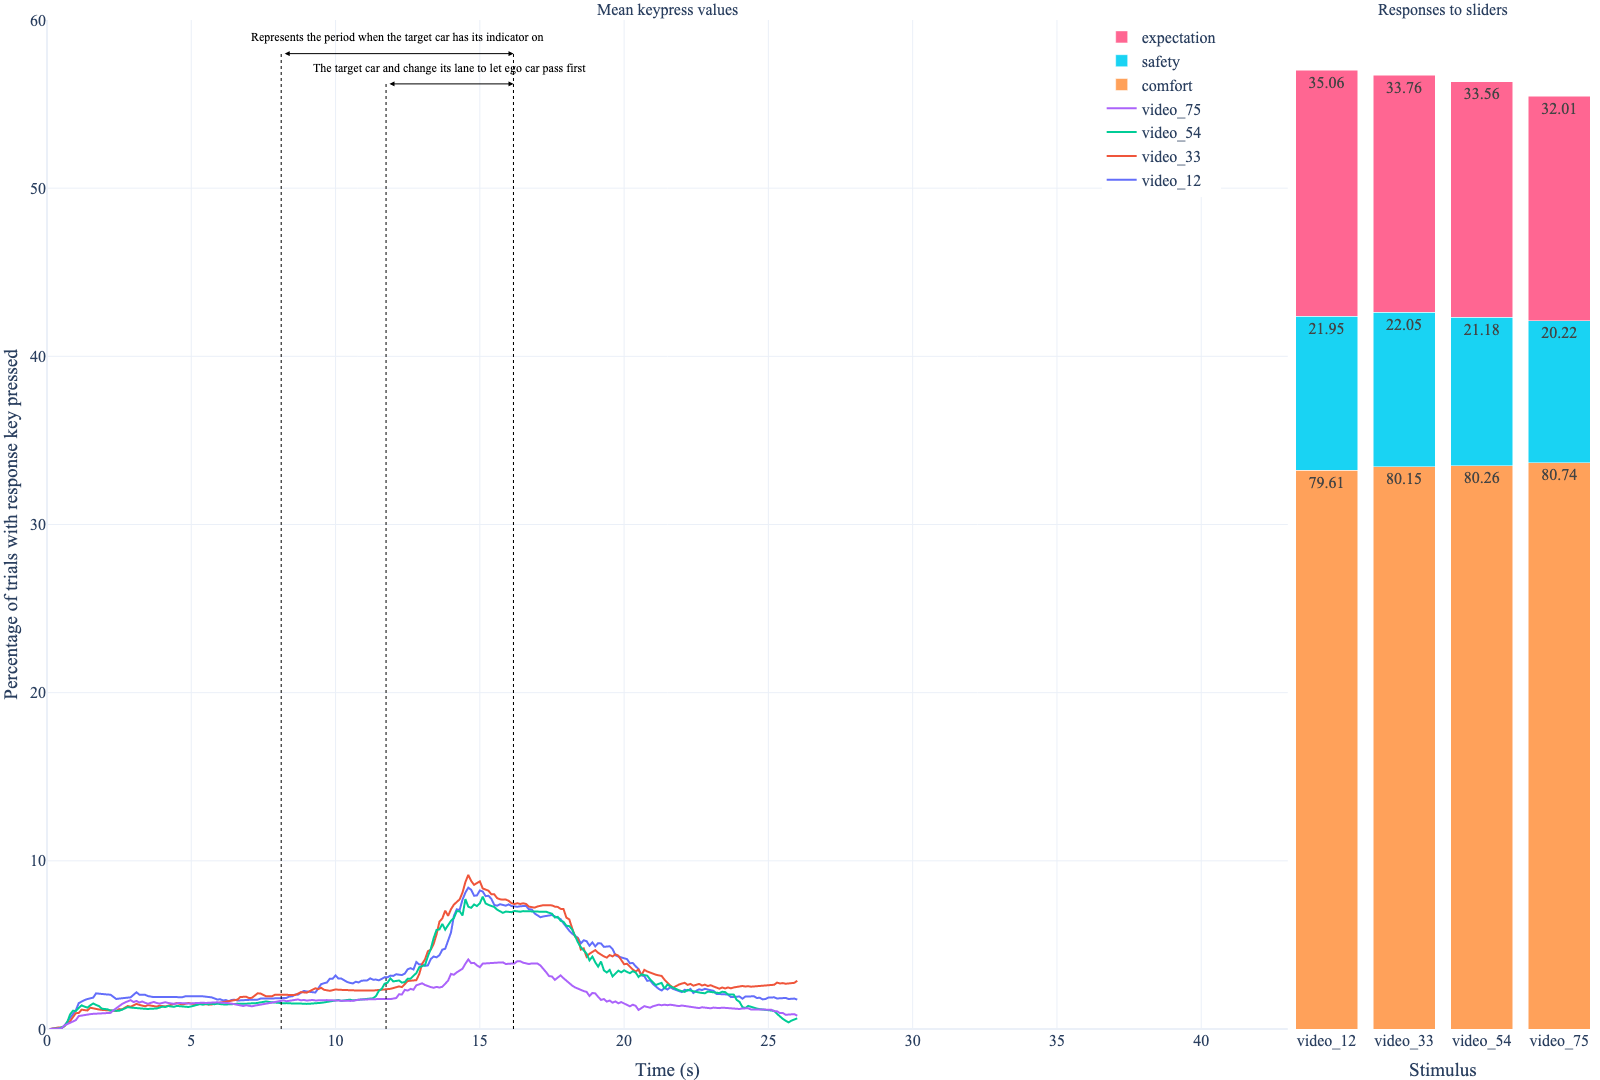 Mean keypress values
Responses to sliders
60
50
40
30
20
10
0
Percentage of trials with response key pressed
Represents the period when the target car has its indicator on
The target car and change its lane to let ego car pass first
expectation
safety
comfort
video_75
video_54
video_33
video_12
35.06
33.76
33.56
32.01
21.95
22.05
21.18
20.22
79.61
80.15
80.26
80.74
0
5
10
15
20
25
30
35
40
video_12
video_33
video_54
video_75
Time (s)
Stimulus